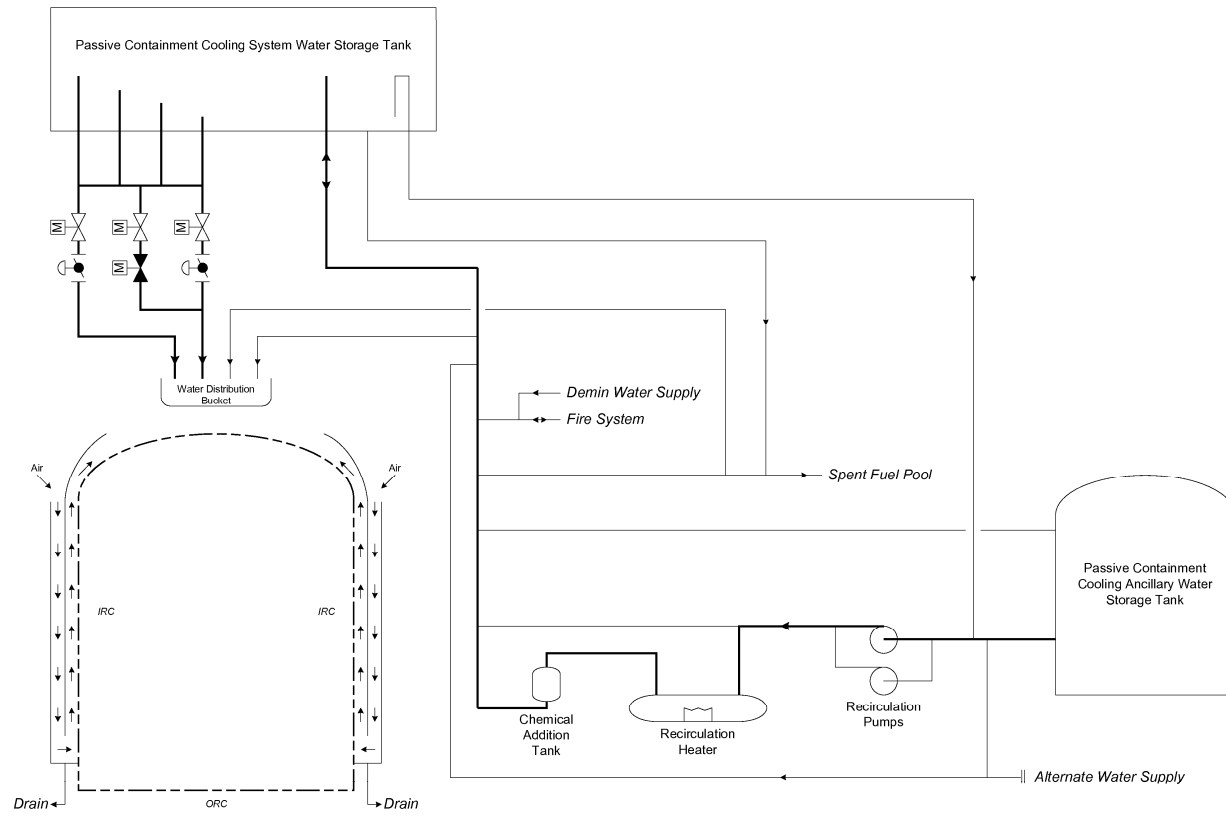 Passive Containment Cooling System Water Storage Tank
M
M
M
M
Water Distribution
Bucket
Demin Water Supply
Fire System
Spent Fuel Pool
Air
Air
IRC
IRC
Passive Containment
Cooling Ancillary Water
Storage Tank
Chemical
Addition
Tank
Recirculation
Heater
Recirculation
Pumps
Alternate Water Supply
Drain
ORC
Drain